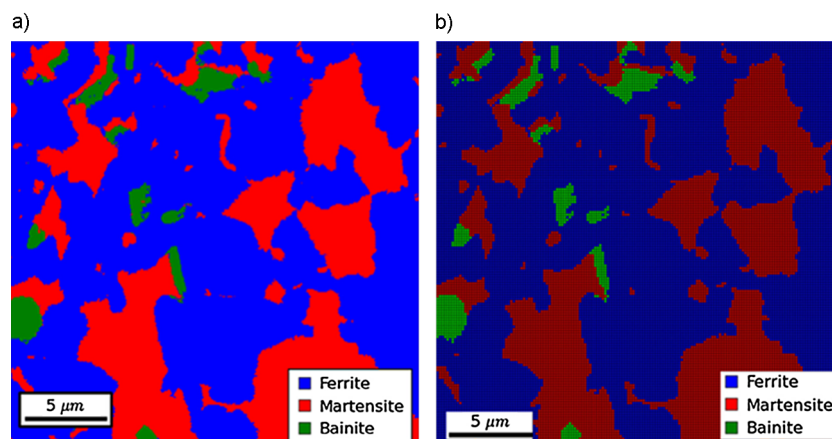 a)
b)
Ferrite
Martensite
Bainite
5 μm
Ferrite
Martensite
Bainite
5 μm